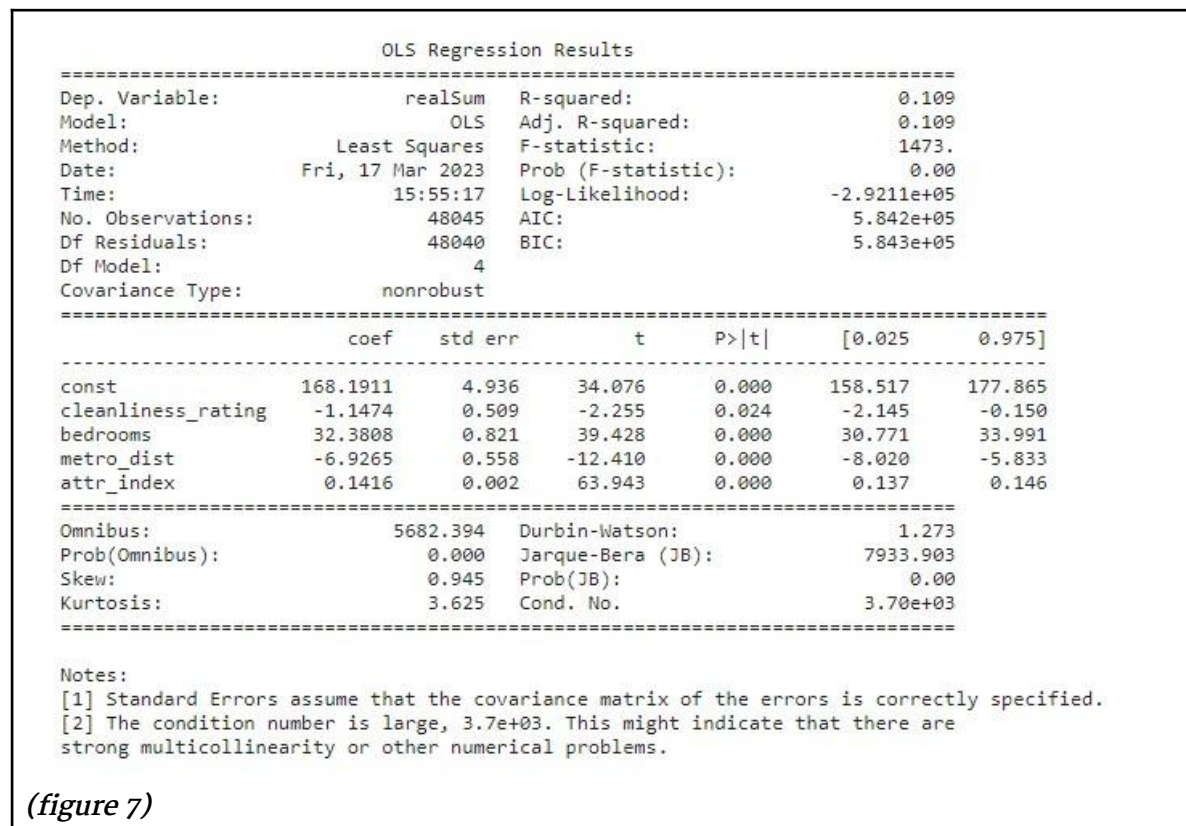 OLS Regression Results
==============================================================================
Dep. Variable: realSum R-squared: 0.109
Model: OLS Adj. R-squared: 0.109
Method: Least Squares F-statistic: 1473.
Date: Fri, 17 Mar 2023 Prob (F-statistic): 0.00
Time: 15:55:17 Log-Likelihood: -2.9211e+05
No. Observations: 48045 AIC: 5.842e+05
Df Residuals: 48040 BIC: 5.843e+05
Df Model: 4
Covariance Type: nonrobust
======================================================================================
coef std err t P>|t| [0.025 0.975]
--------------------------------------------------------------------------------------
const 168.1911 4.936 34.076 0.000 158.517 177.865
cleanliness_rating -1.1474 0.509 -2.255 0.024 -2.145 -0.150
bedrooms 32.3808 0.821 39.428 0.000 30.771 33.991
metro_dist -6.9265 0.558 -12.410 0.000 -8.020 -5.833
attr_index 0.1416 0.002 63.943 0.000 0.137 0.146
==============================================================================
Omnibus: 5682.394 Durbin-Watson: 1.273
Prob(Omnibus): 0.000 Jarque-Bera (JB): 7933.903
Skew: 0.945 Prob(JB): 0.00
Kurtosis: 3.625 Cond. No. 3.70e+03
==============================================================================
Notes:
[1] Standard Errors assume that the covariance matrix of the errors is correctly specified.
[2] The condition number is large, 3.7e+03. This might indicate that there are
strong multicollinearity or other numerical problems.
(figure 7)